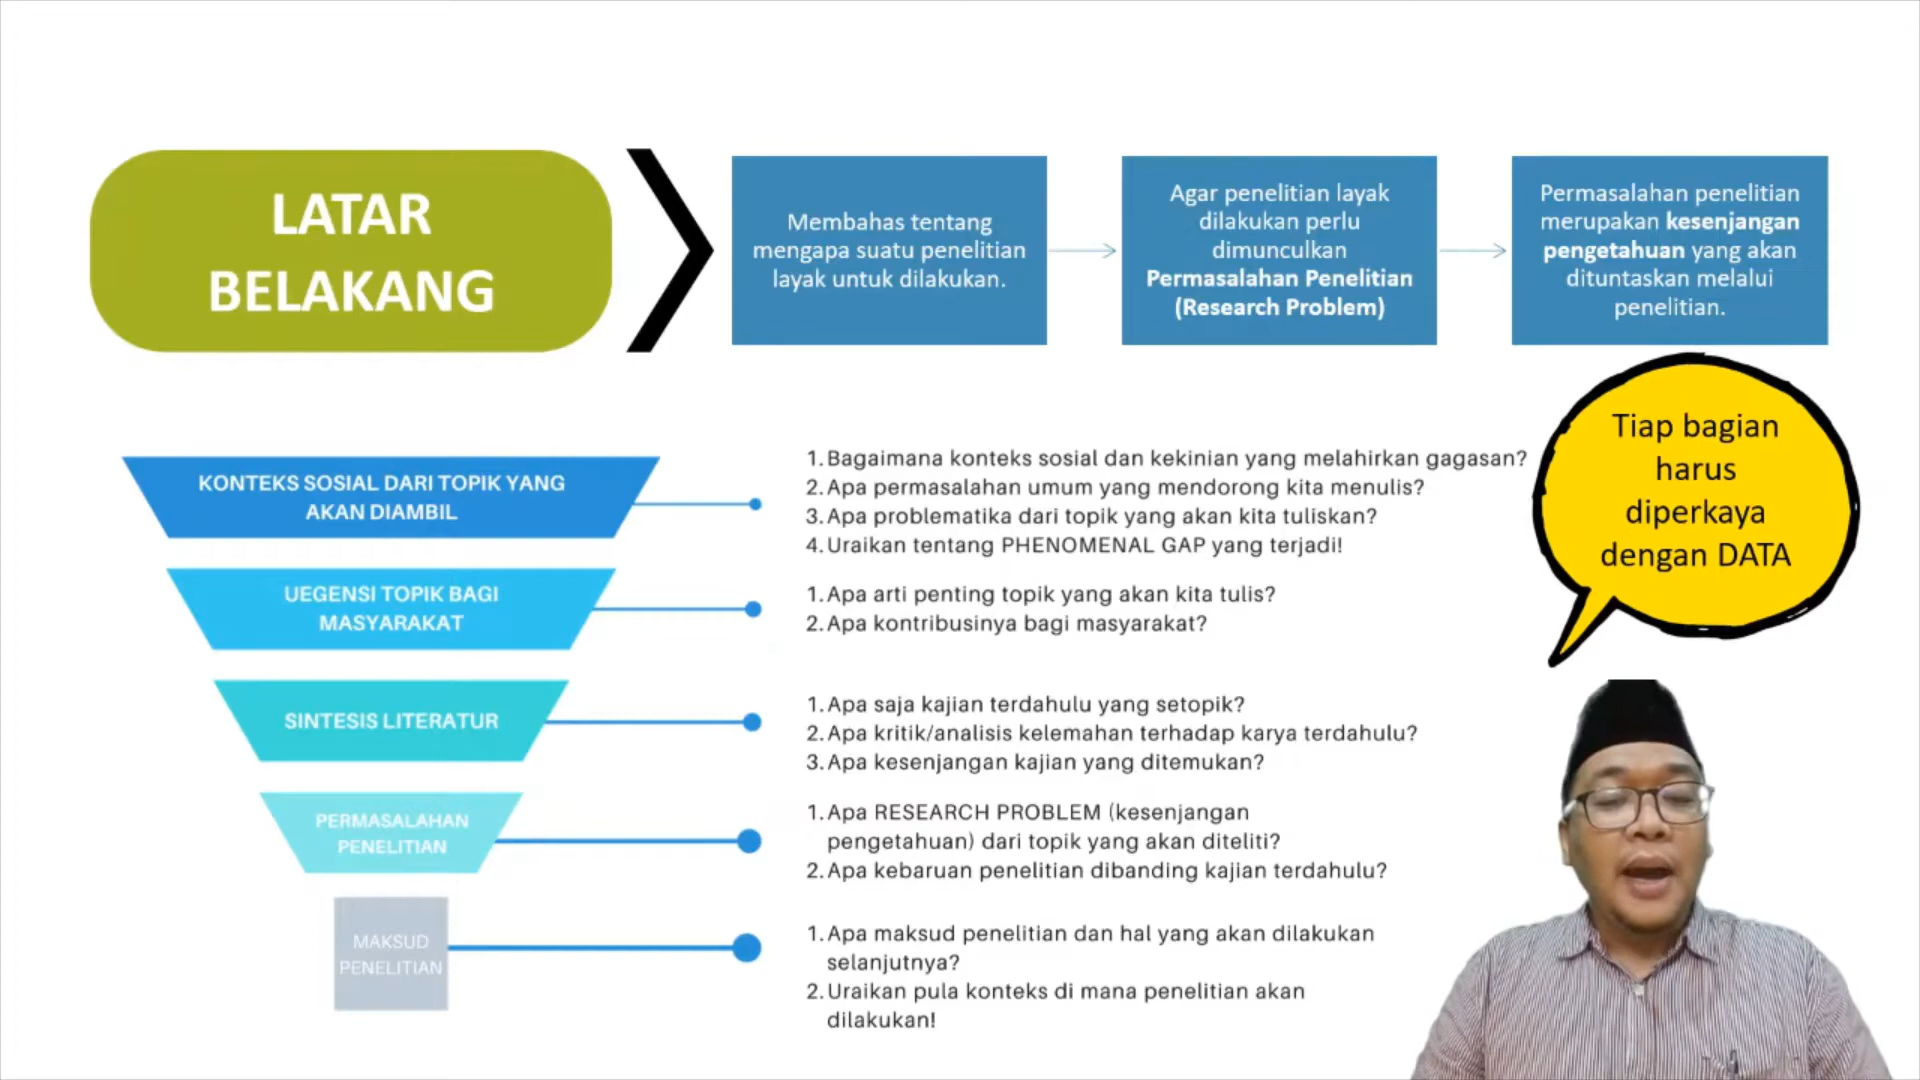 LATAR
BELAKANG
Membahas tentang
mengapa suatu penelitian
layak untuk dilakukan.
Agar penelitian layak
dilakukan perlu
dimunculkan
Permasalahan Penelitian
(Research Problem)
Permasalahan penelitian
merupakan kesenjangan
pengetahuan yang akan
dituntaskan melalui
penelitian.
Tiap bagian
harus
diperkaya
dengan DATA
KONTEKS SOSIAL DARI TOPIK YANG
AKAN DIAMBIL
1. Bagaimana konteks sosial dan kekinian yang melahirkan gagasan?
2. Apa permasalahan umum yang mendorong kita menulis?
3. Apa problematika dari topik yang akan kita tuliskan?
4. Uraikan tentang PHENOMENAL GAP yang terjadi!
UEGENSI TOPIK BAGI
MASYARAKAT
1. Apa arti penting topik yang akan kita tulis?
2. Apa kontribusinya bagi masyarakat?
SINTESIS LITERATUR
1. Apa saja kajian terdahulu yang setopik?
2. Apa kritik/analisis kelemahan terhadap karya terdahulu?
3. Apa kesenjangan kajian yang ditemukan?
PERMASALAHAN
PENELITIAN
1. Apa RESEARCH PROBLEM (kesenjangan
pengetahuan) dari topik yang akan diteliti?
2. Apa kebaruan penelitian dibanding kajian terdahulu?
MAKSUD
PENELITIAN
1. Apa maksud penelitian dan hal yang akan dilakukan
selanjutnya?
2. Uraikan pula konteks di mana penelitian akan
dilakukan!